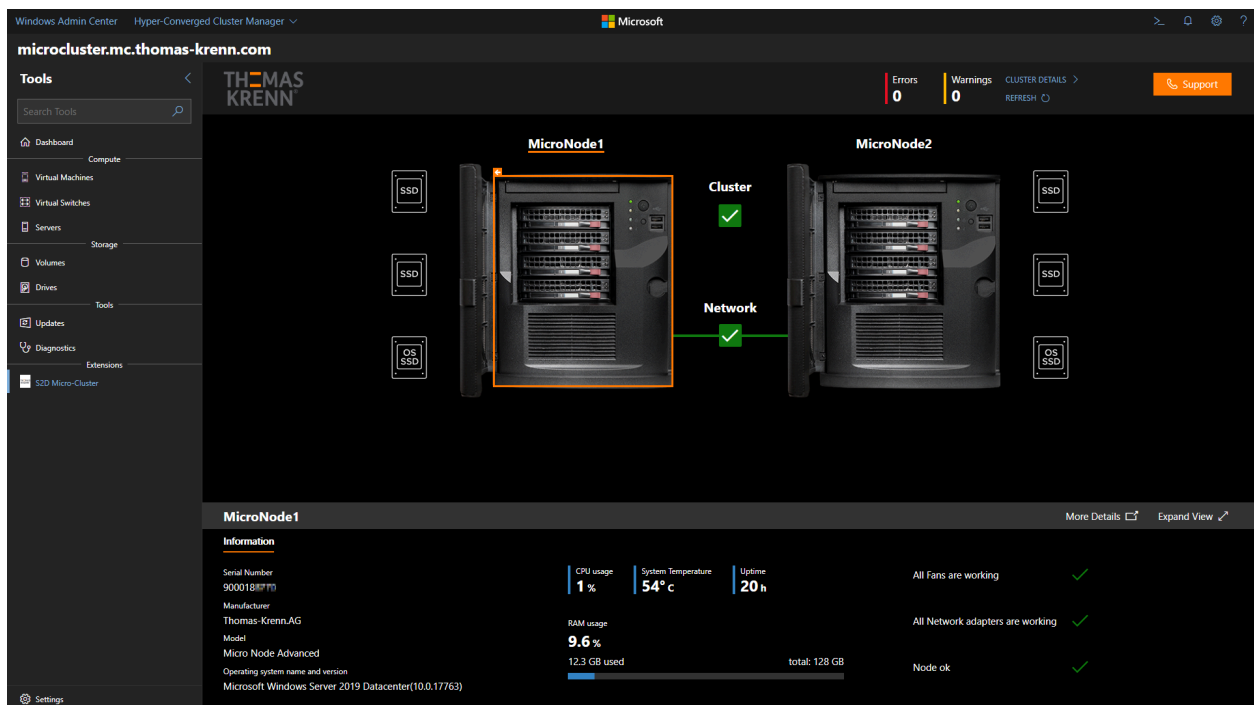 Windows Admin Center Hyper-Converged Cluster Manager
Microsoft
microcluster.mc.thomas-krenn.com
Tools
Search Tools
Dashboard
Compute
Virtual Machines
Virtual Switches
Servers
Storage
Volumes
Drives
Tools
Updates
Diagnostics
Extensions
S2D Micro-Cluster
Settings
THOMAS
KRENN
Errors
0
Warnings
0
CLUSTER DETAILS
REFRESH
Support
MicroNode1
MicroNode2
SSD
SSD
OS
SSD
Cluster
Network
SSD
SSD
OS
SSD
MicroNode1
More Details
Expand View
Information
Serial Number
900018
Manufacturer
Thomas-Krenn.AG
Model
Micro Node Advanced
Operating system name and version
Microsoft Windows Server 2019 Datacenter(10.0.17763)
CPU usage
1 %
System Temperature
54° C
Uptime
20 h
RAM usage
9.6 %
12.3 GB used total: 128 GB
All Fans are working
All Network adapters are working
Node ok